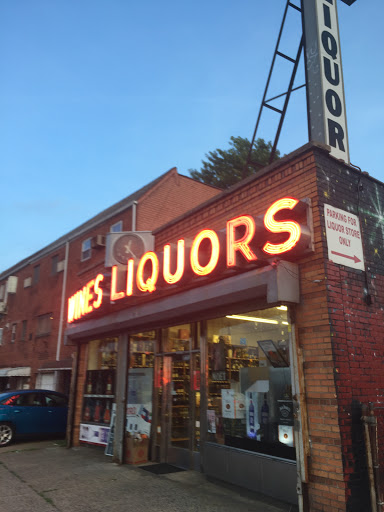 LIQUOR
WINES LIQUORS
PARKING FOR
LIQUOR STORE
ONLY